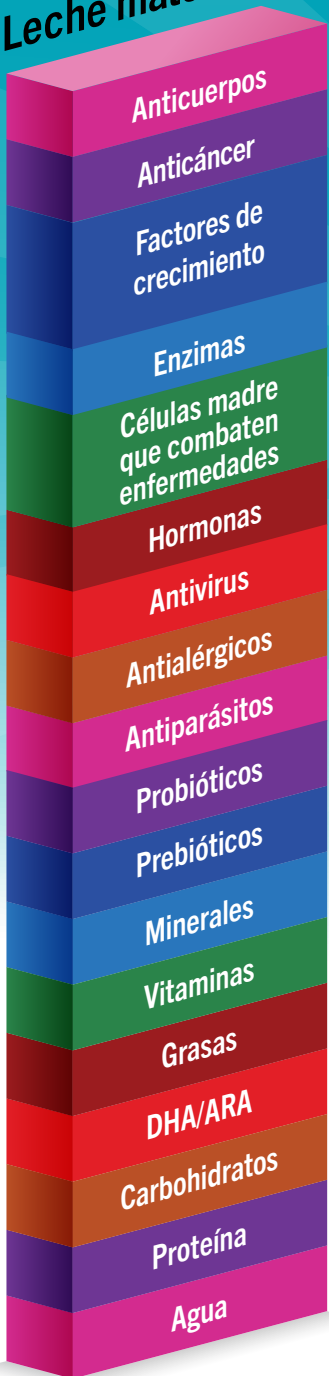 Leche
Anticuerpos
Anticáncer
Factores de
crecimiento
Enzimas
Células madre
que combaten
enfermedades
Hormonas
Antivirus
Antialérgicos
Antiparásitos
Probióticos
Prebióticos
Minerales
Vitaminas
Grasas
DHA/ARA
Carbohidratos
Proteína
Agua